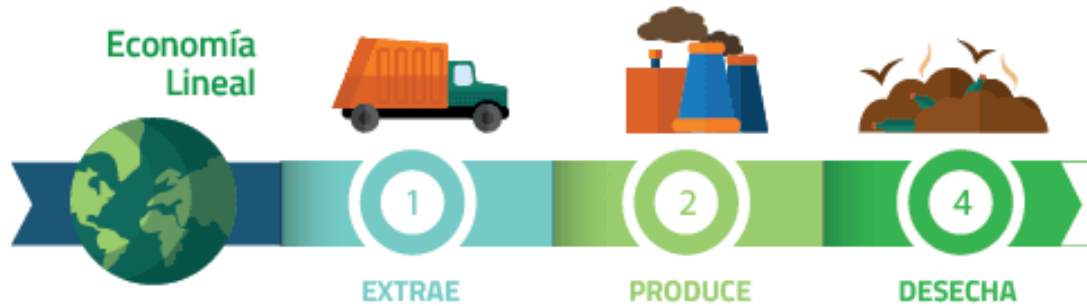 Economía
Lineal
1
2
4
EXTRAE
PRODUCE
DESECHA